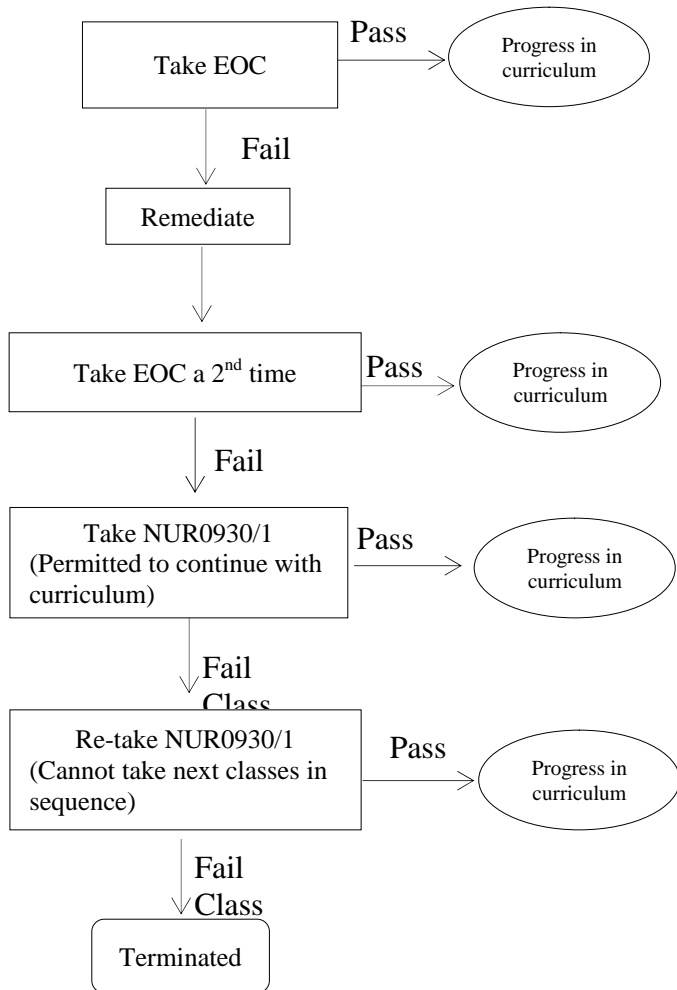 Pass
Take EOC
Progress in
curriculum
Fail
Remediate
Take EOC a 2nd time
Pass
Progress in
curriculum
Fail
Take NUR0930/1
(Permitted to continue with
curriculum)
Pass
Progress in
curriculum
Fail
Class
Re-take NUR0930/1
(Cannot take next classes in
sequence)
Pass
Progress in
curriculum
Fail
Class
Terminated